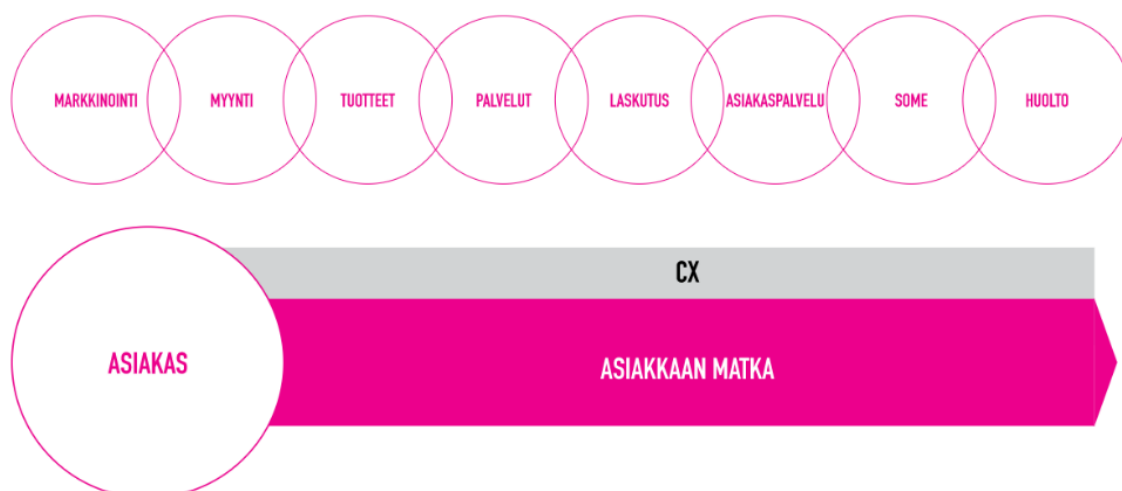 MARKKINOINTI
MYYNTI
TUOTTEET
PALVELUT
LASKUTUS
ASIAKASPALVELU
SOME
HUOLTO
CX
ASIAKAS
ASIAKKAAN MATKA